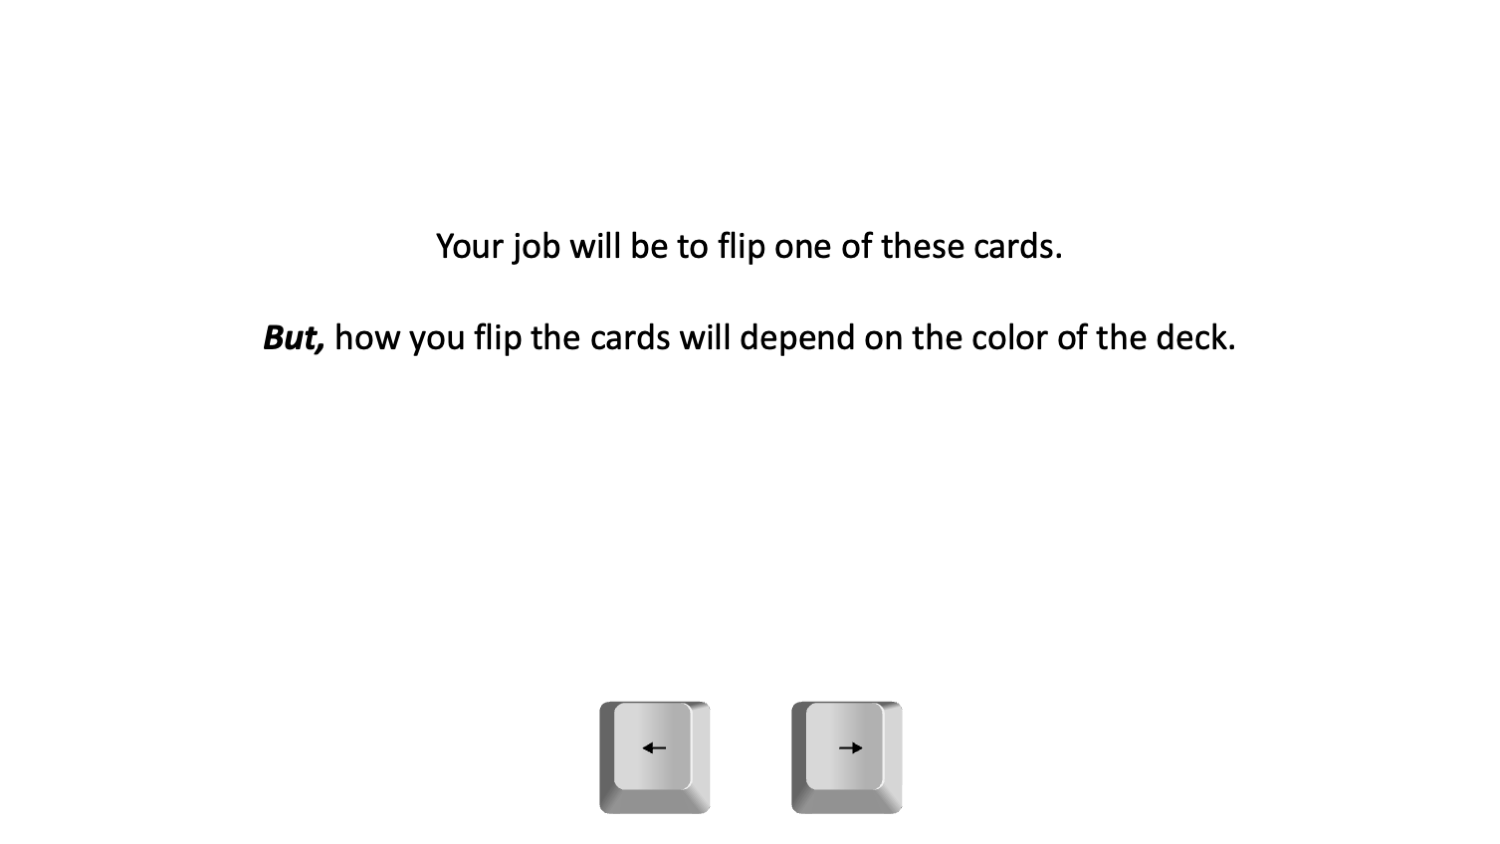 Your job will be to flip one of these cards.
But, how you flip the cards will depend on the color of the deck.
← →